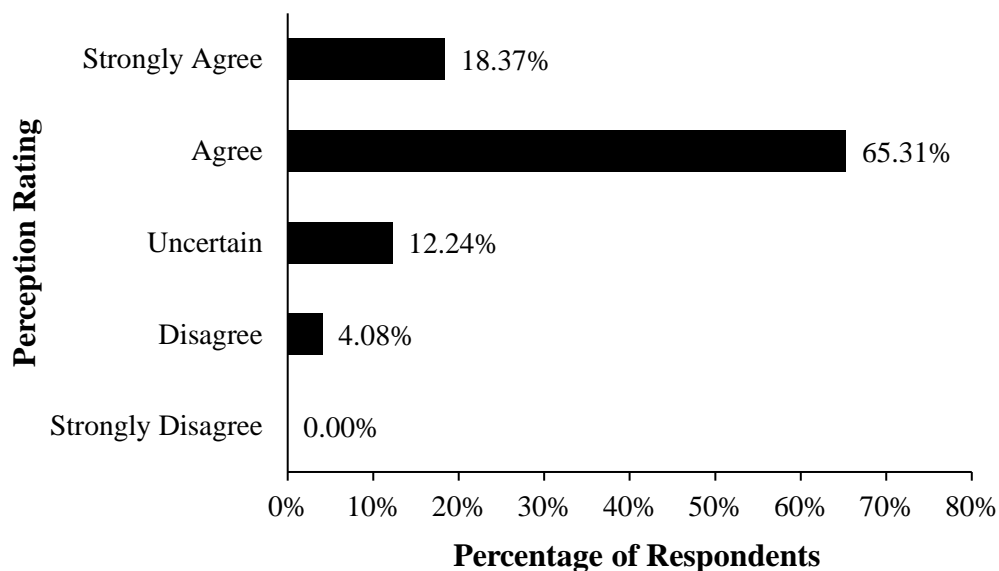 Perception Rating
Strongly Agree
18.37%
Agree
65.31%
Uncertain
12.24%
Disagree
4.08%
Strongly Disagree
0.00%
0% 10% 20% 30% 40% 50% 60% 70% 80%
Percentage of Respondents